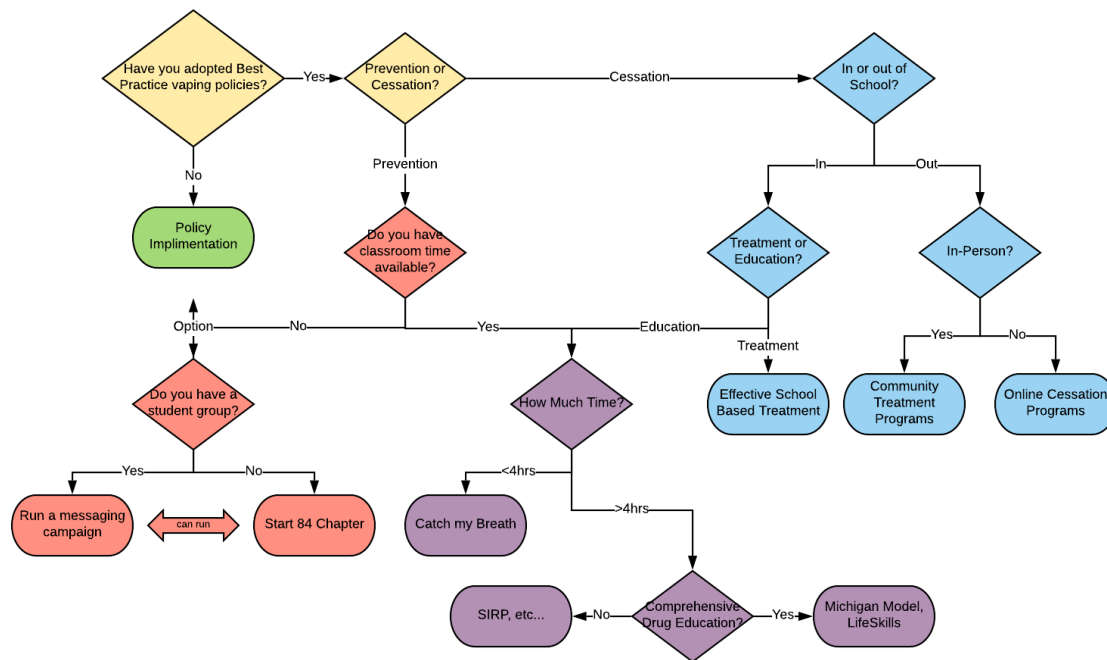 Have you adopted Best
Practice vaping policies?
Yes
Prevention or
Cessation?
Cessation
In or out of
School?
No
Prevention
In
Out
Policy
Implimentation
Do you have
classroom time
available?
Treatment or
Education?
In-Person?
Option
No
Yes
Education
Treatment
Yes
No
Do you have a
student group?
How Much Time?
Effective School
Based Treatment
Community
Treatment
Programs
Online Cessation
Programs
Yes
No
<4hrs
>4hrs
Run a messaging
campaign
can run
Start 84 Chapter
Catch my Breath
SIRP, etc...
No
Comprehensive
Drug Education?
Yes
Michigan Model,
LifeSkills